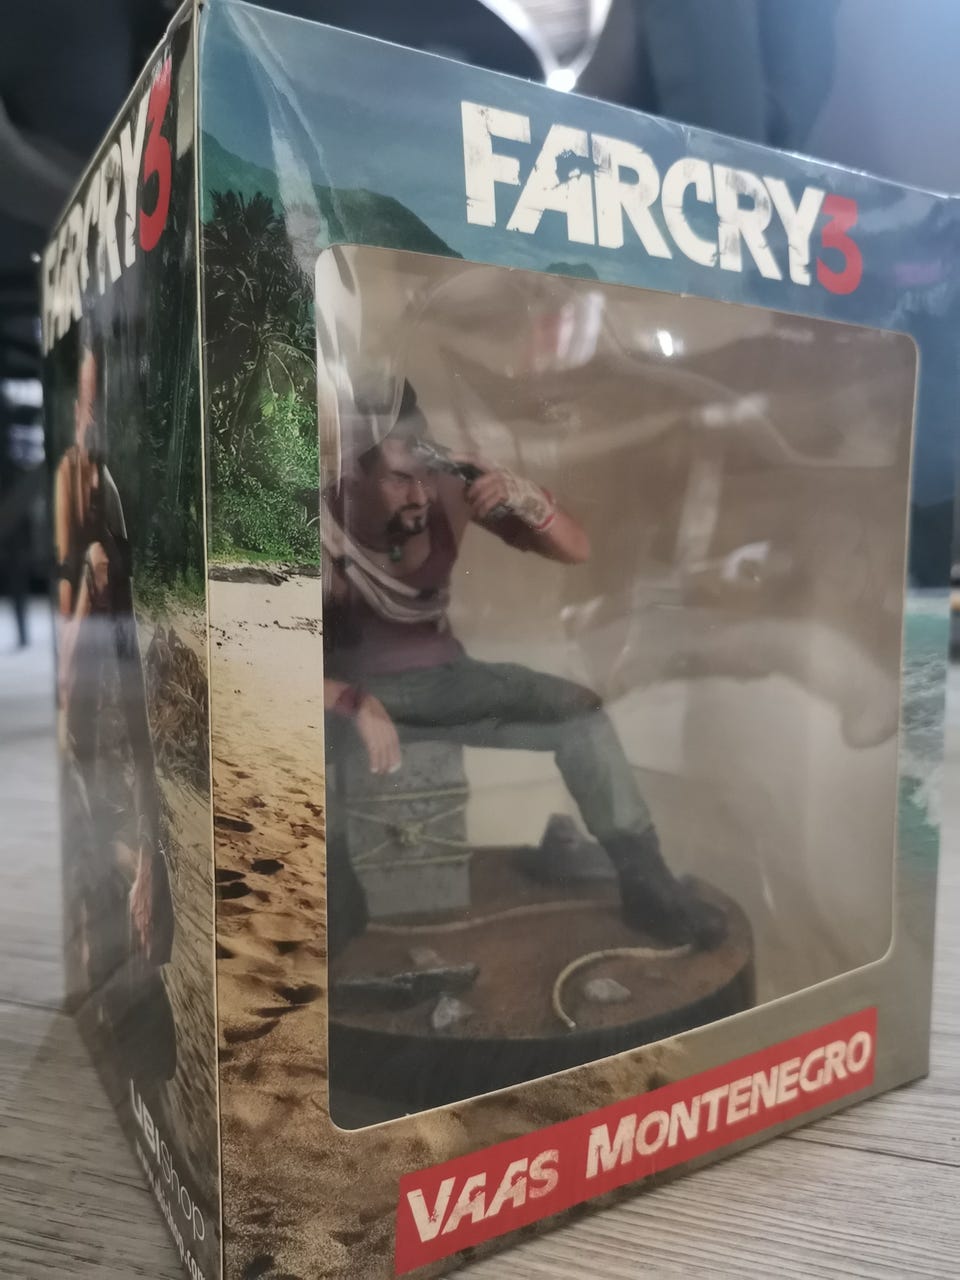 FARCRY3
FARCRY3
VAAS MONTENEGRO
UBIshop